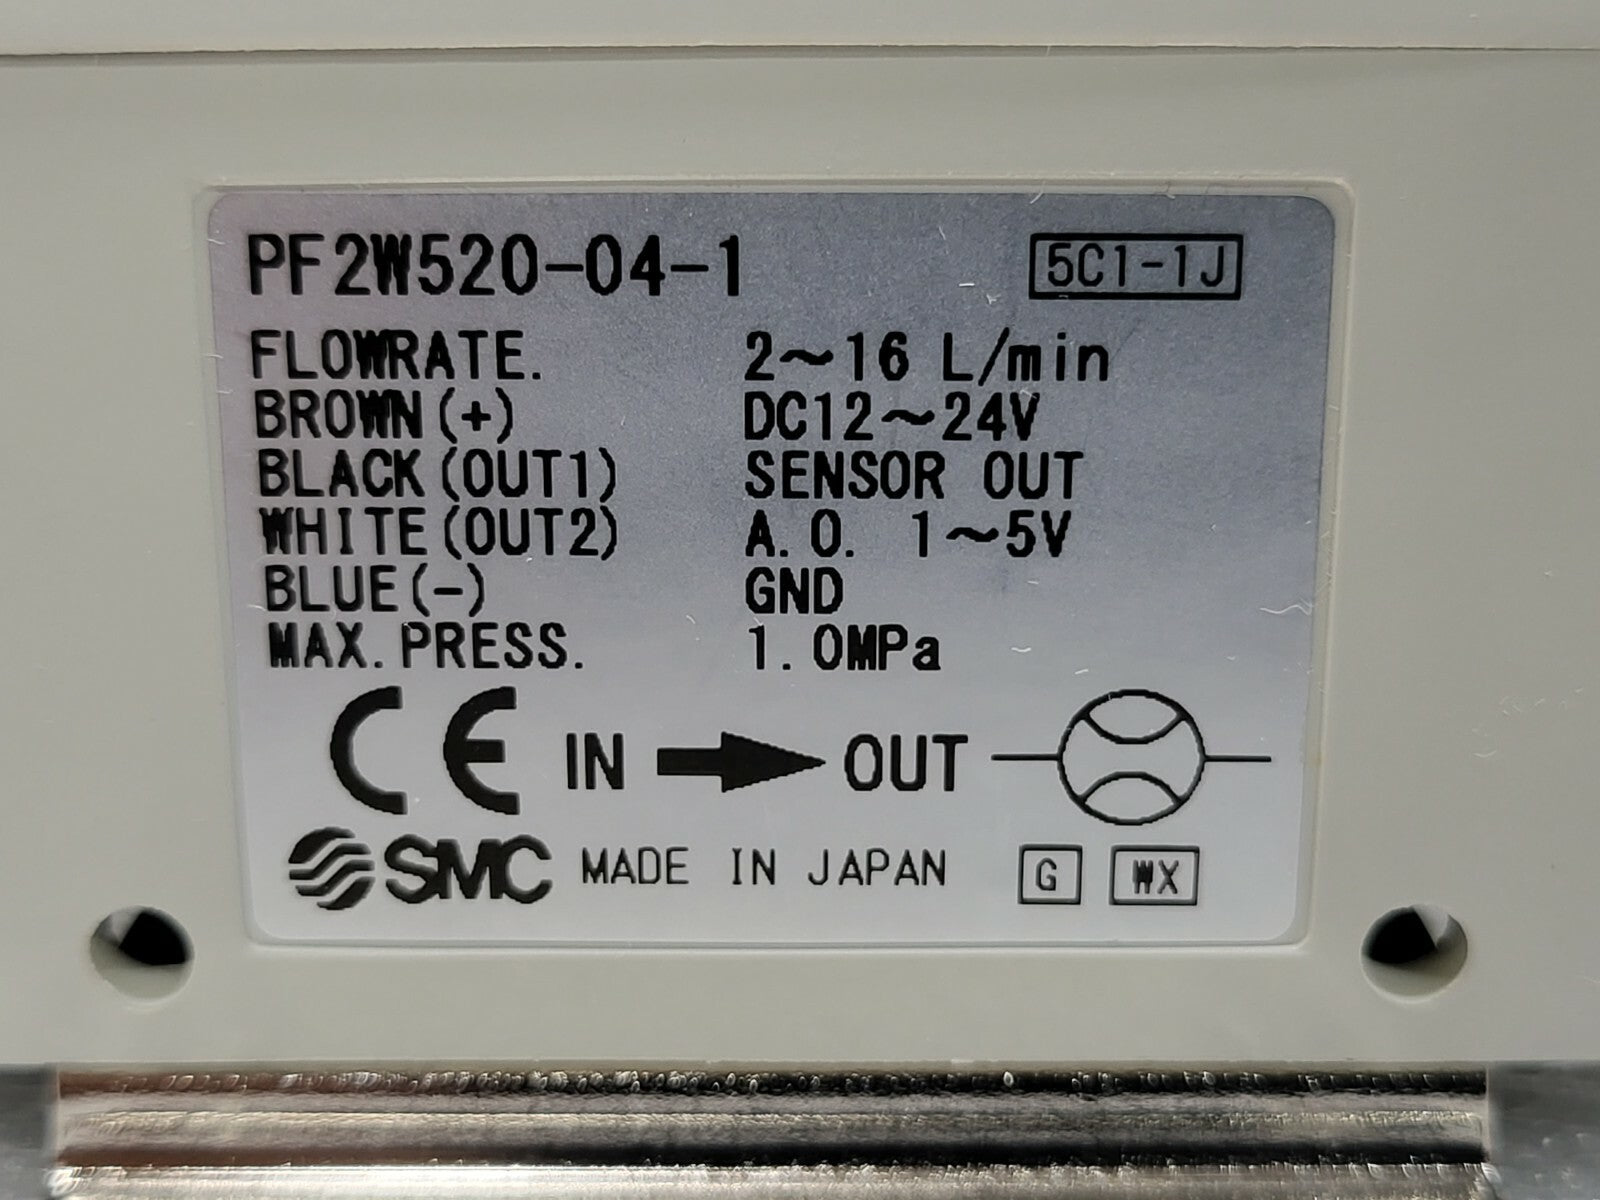 PF2W520-04-1 5C1-1J
FLOWRATE. 2~16 L/min
BROWN(+) DC12~24V
BLACK(OUT1) SENSOR OUT
WHITE(OUT2) A.O. 1~5V
BLUE(-) GND
MAX.PRESS. 1.0MPa
CE IN OUT
SMC MADE IN JAPAN G WX